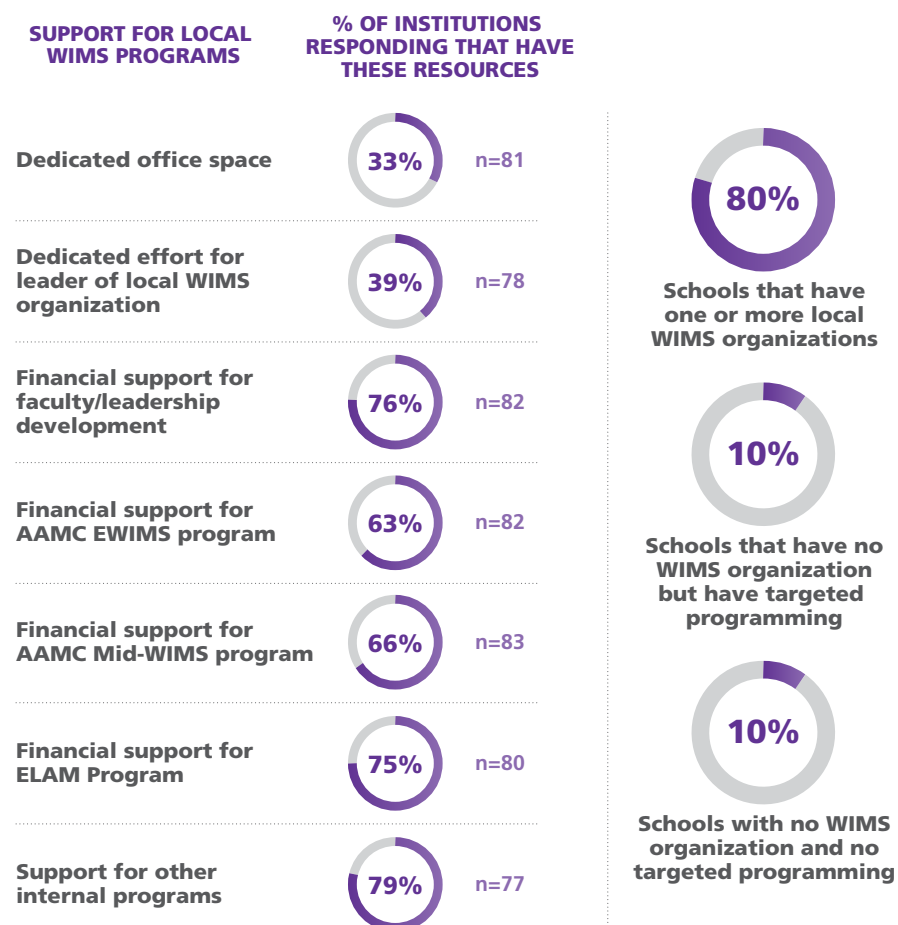 SUPPORT FOR LOCAL
WIMS PROGRAMS
% OF INSTITUTIONS
RESPONDING THAT HAVE
THESE RESOURCES
Dedicated office space
33%
n=81
Dedicated effort for
leader of local WIMS
organization
39%
n=78
Financial support for
faculty/leadership
development
76%
n=82
Financial support for
AAMC EWIMS program
63%
n=82
Financial support for
AAMC Mid-WIMS program
66%
n=83
Financial support for
ELAM Program
75%
n=80
Support for other
internal programs
79%
n=77
80%
Schools that have
one or more local
WIMS organizations
10%
Schools that have no
WIMS organization
but have targeted
programming
10%
Schools with no WIMS
organization and no
targeted programming